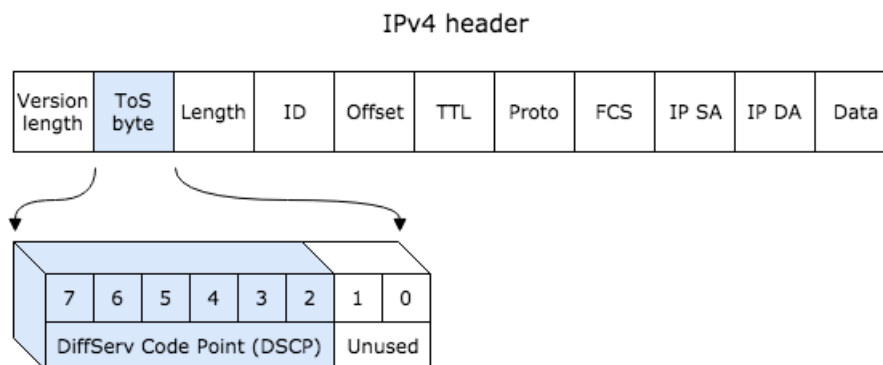 IPv4 header
Version length
ToS byte
Length
ID
Offset
TTL
Proto
FCS
IP SA
IP DA
Data
7 6 5 4 3 2 1 0
DiffServ Code Point (DSCP) Unused